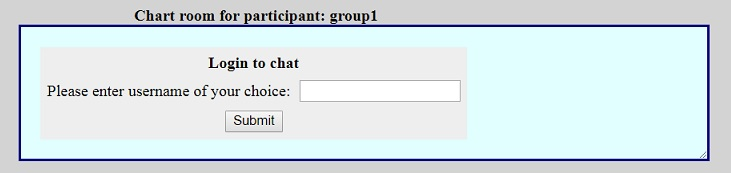 Chart room for participant: group1
Login to chat
Please enter username of your choice:
Submit